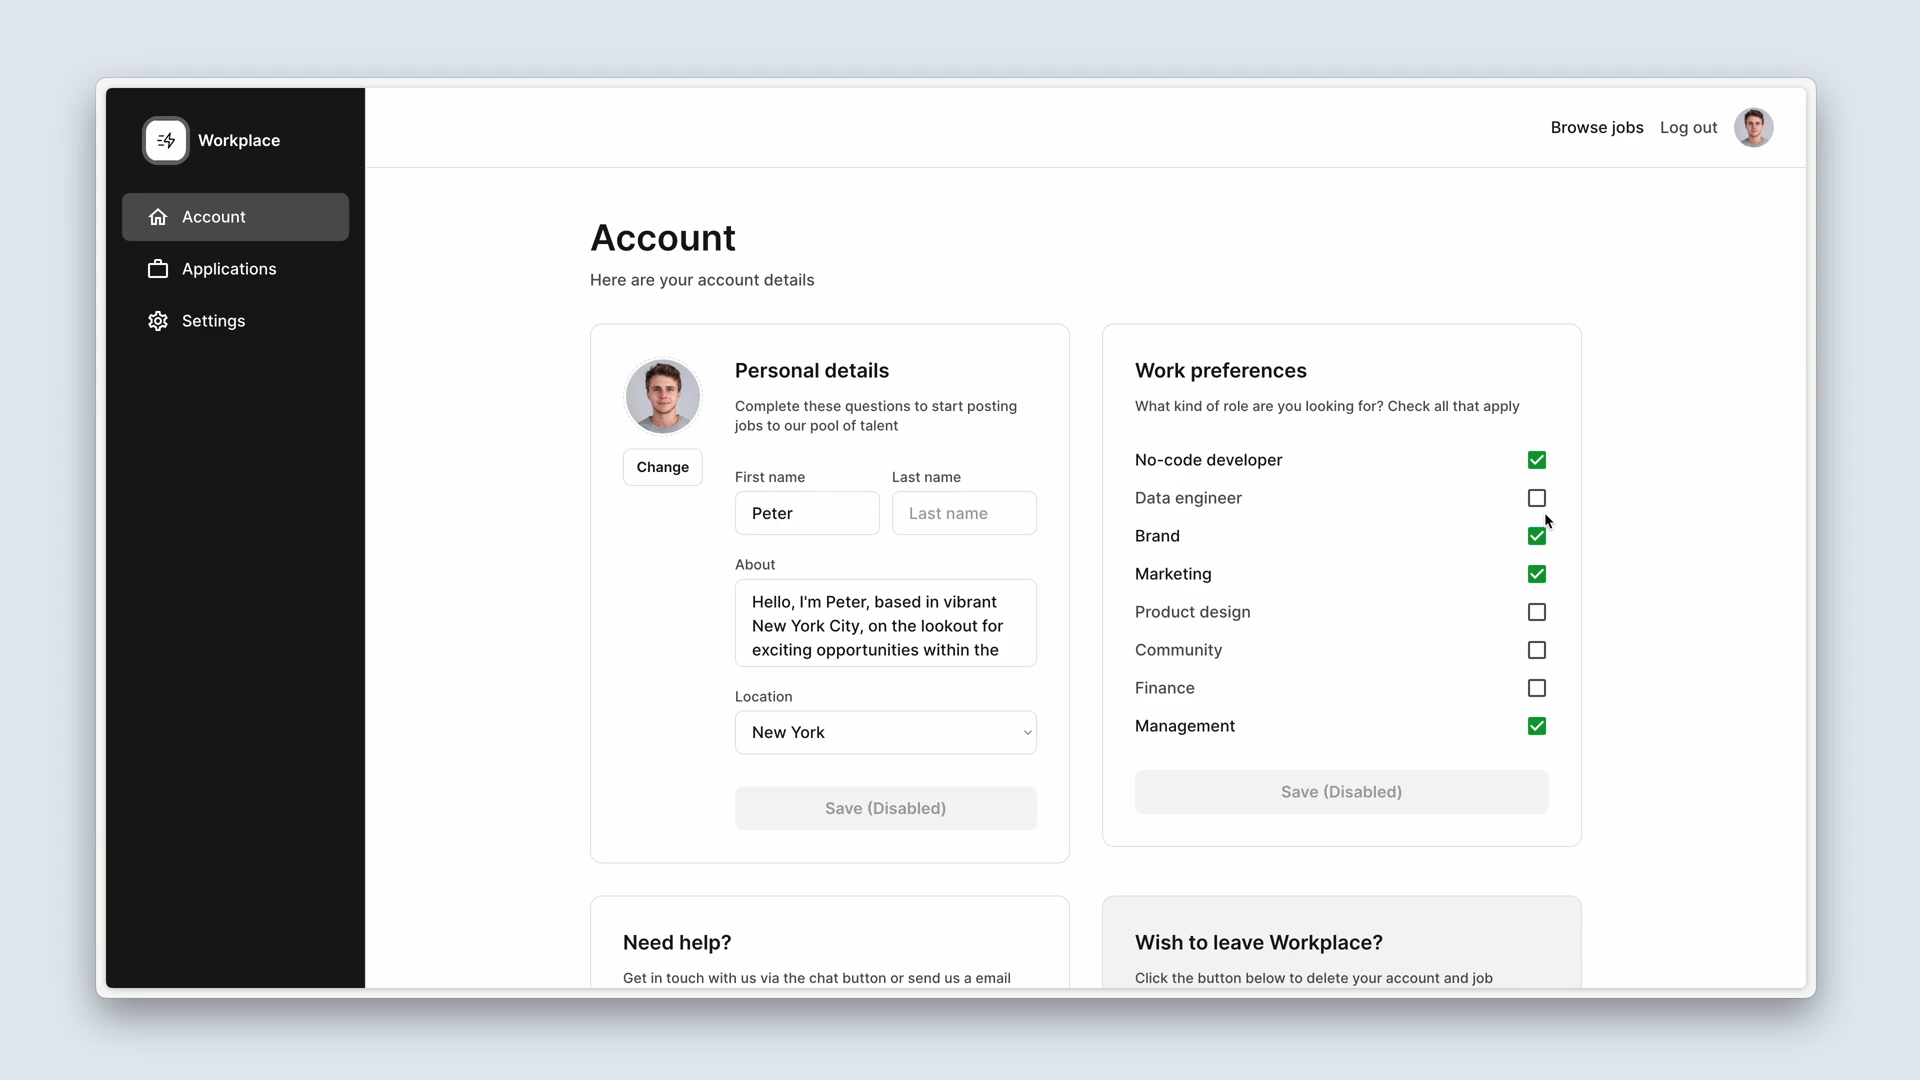 Workplace
Account
Applications
Settings
Browse jobs
Log out
Account
Here are your account details
Personal details
Complete these questions to start posting
jobs to our pool of talent
Change
First name
Last name
Peter
Last name
About
Hello, I'm Peter, based in vibrant
New York City, on the lookout for
exciting opportunities within the
Location
New York
Save (Disabled)
Work preferences
What kind of role are you looking for? Check all that apply
No-code developer
Data engineer
Brand
Marketing
Product design
Community
Finance
Management
Save (Disabled)
Need help?
Get in touch with us via the chat button or send us a email
Wish to leave Workplace?
Click the button below to delete your account and job